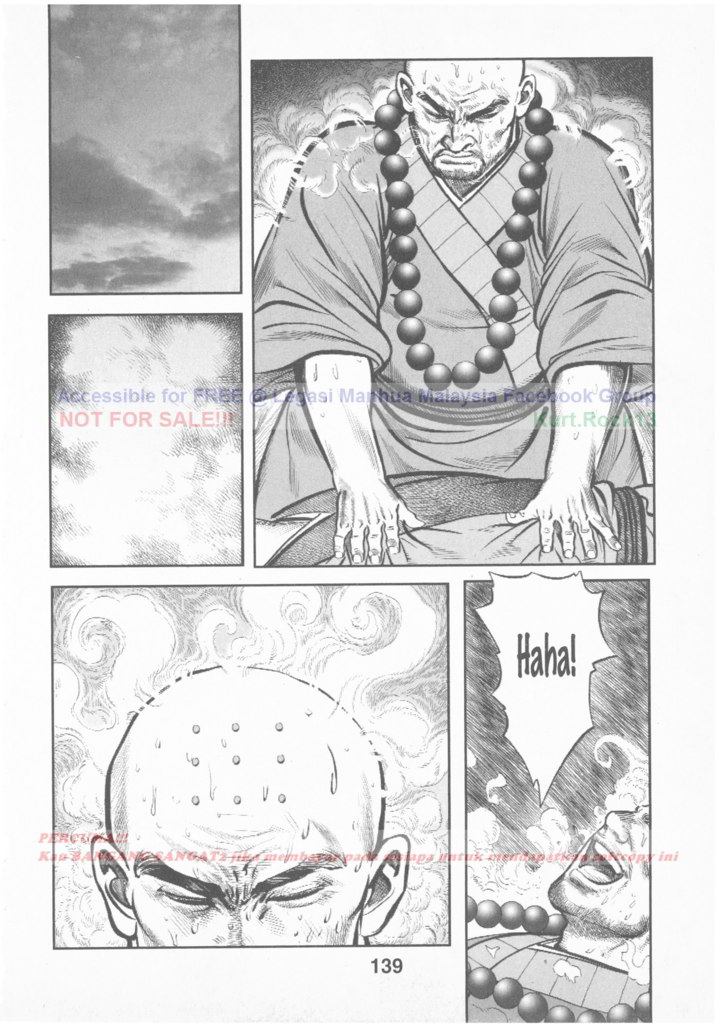 Accessible for FREE @ Legasi Manhua Malaysia Facebook Group
NOT FOR SALE!!! Kurt.Rock13
Haha!
PERCUMA!!!
Kau BANGANG SANGAT2 jika membayar pada sesiapa untuk mendapatkan softcopy ini
139